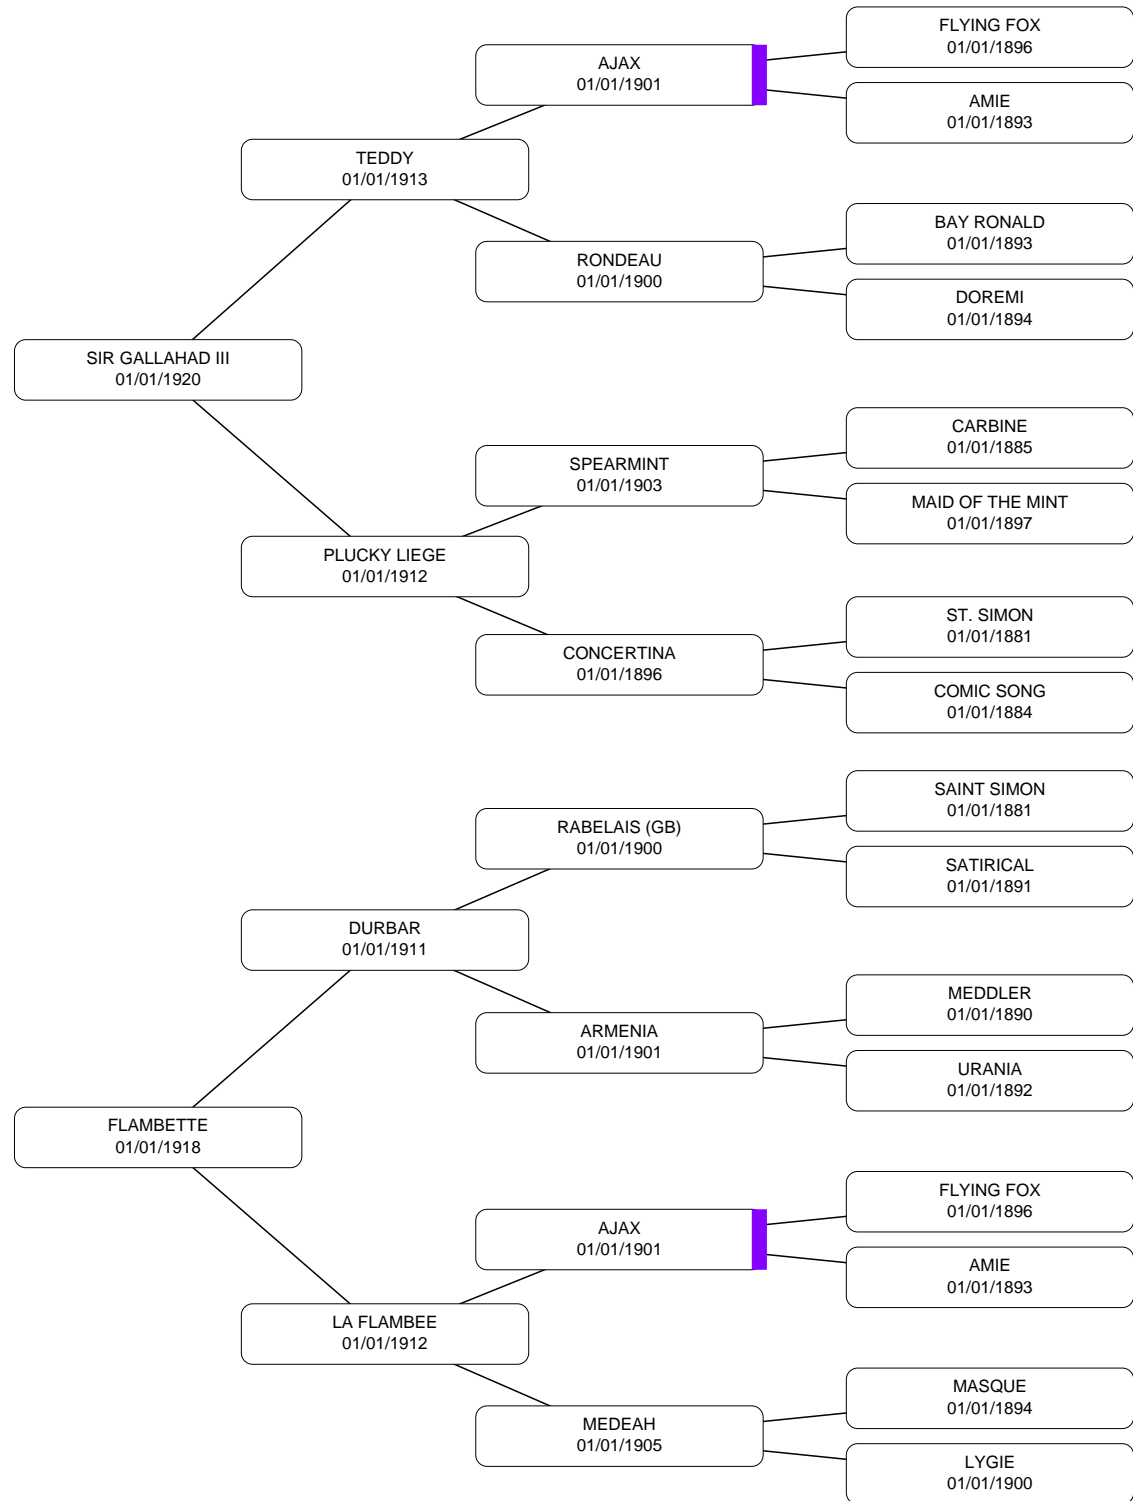 FLYING FOX
01/01/1896
AJAX
01/01/1901
AMIE
01/01/1893
TEDDY
01/01/1913
BAY RONALD
01/01/1893
RONDEAU
01/01/1900
DOREMI
01/01/1894
SIR GALLAHAD III
01/01/1920
CARBINE
01/01/1885
SPEARMINT
01/01/1903
MAID OF THE MINT
01/01/1897
PLUCKY LIEGE
01/01/1912
ST. SIMON
01/01/1881
CONCERTINA
01/01/1896
COMIC SONG
01/01/1884
SAINT SIMON
01/01/1881
RABELAIS (GB)
01/01/1900
SATIRICAL
01/01/1891
DURBAR
01/01/1911
MEDDLER
01/01/1890
ARMENIA
01/01/1901
URANIA
01/01/1892
FLAMBETTE
01/01/1918
FLYING FOX
01/01/1896
AJAX
01/01/1901
AMIE
01/01/1893
LA FLAMBEE
01/01/1912
MASQUE
01/01/1894
MEDEAH
01/01/1905
LYGIE
01/01/1900